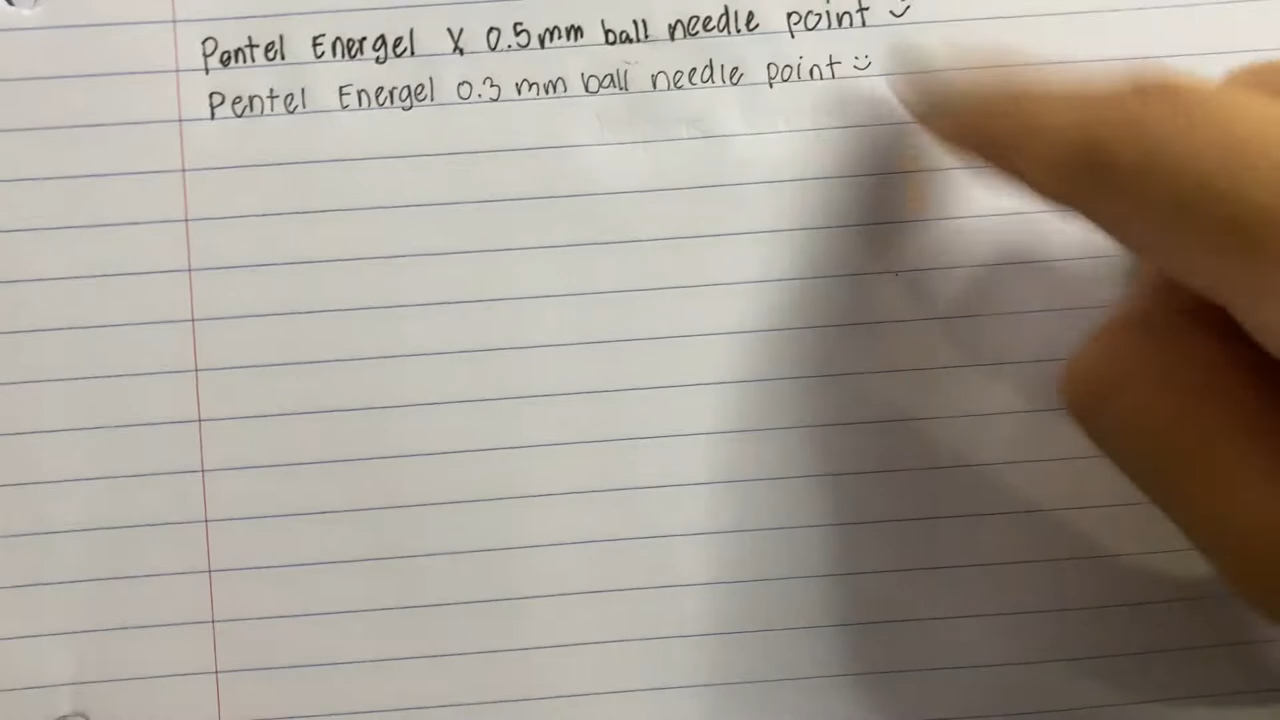 Pentel Energel X 0.5mm ball needle point :)
Pentel Energel 0.3 mm ball needle point :)